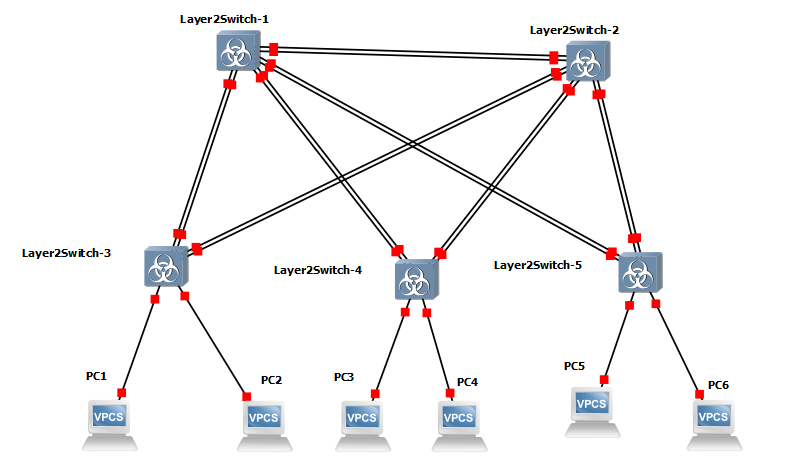 Layer2Switch-1
Layer2Switch-2
Layer2Switch-3
Layer2Switch-4
Layer2Switch-5
PC1
PC2
PC3
PC4
PC5
PC6
VPCS
VPCS
VPCS
VPCS
VPCS
VPCS